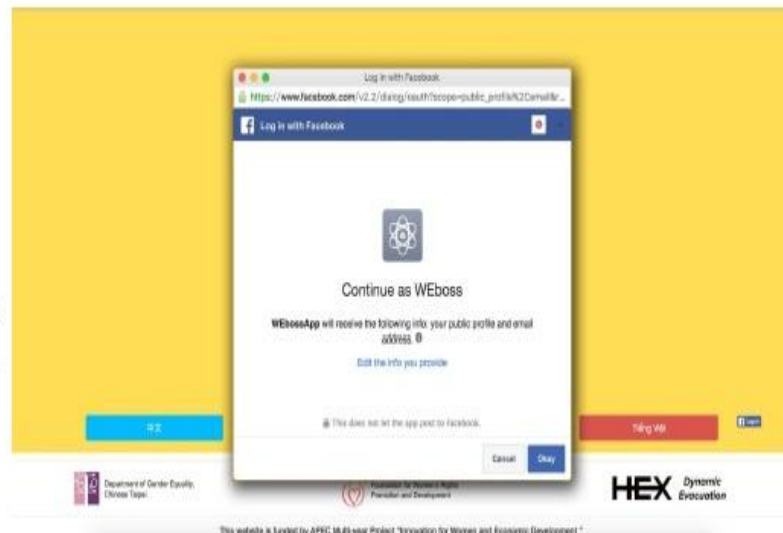 Log in with Facebook
https://www.facebook.com/v2.2/dialog/oauth?scope=public_profile%2Cemail&r...
Log in with Facebook
Continue as WEboss
WEbossApp will receive the following info: your public profile and email
address.
Edit the info you provide
中文
Tiếng Việt
This does not let the app post to Facebook.
Cancel
Okay
Department of Gender Equality,
Chinese Taipei
Foundation for Women's Rights
Promotion and Development
HEX
Dynamic
Evacuation
This website is funded by APEC Multi-year Project "Innovation for Women and Economic Development "